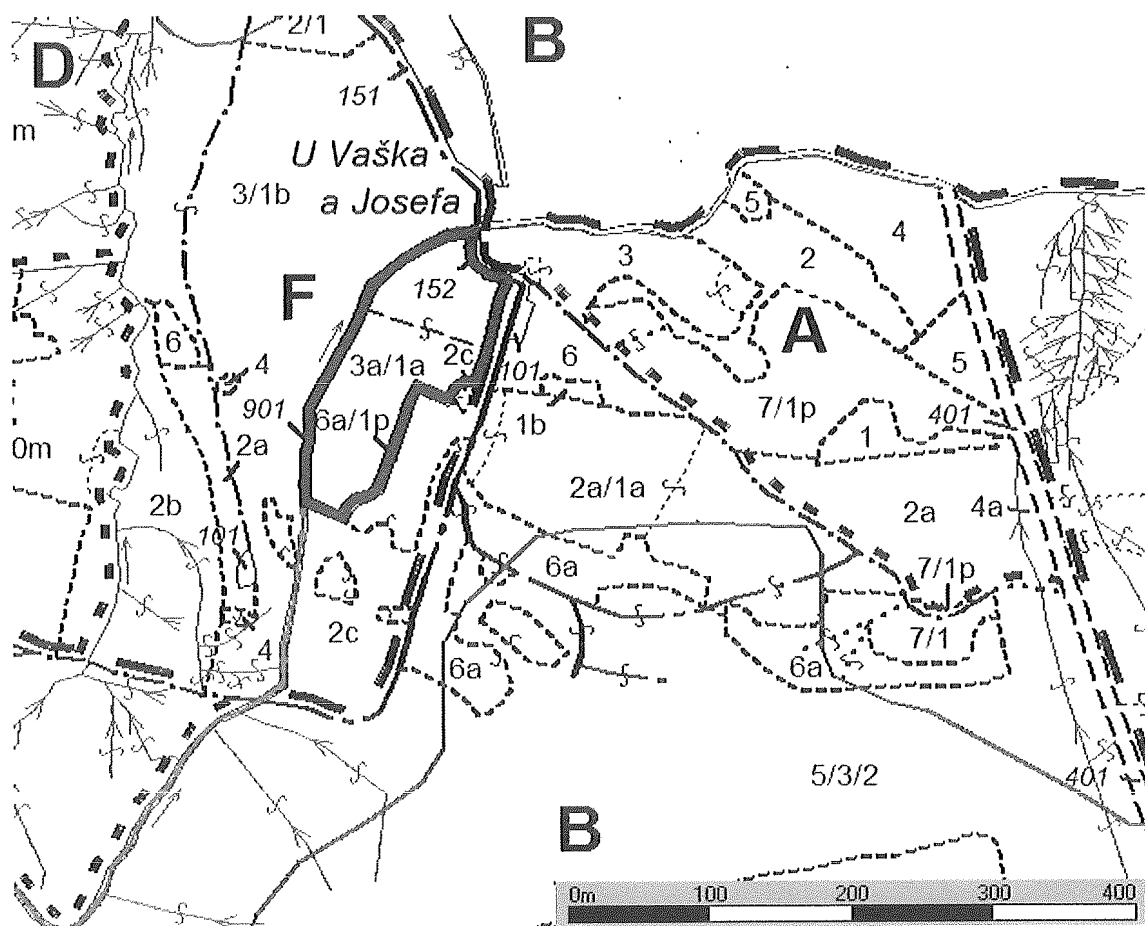 2/1
D
B
151
m
U Vaška
3/1b
a Josefa
5
4
3
2
152
F
A
6
2c
6
5
4
3a/1a
101
901
6a/1p
1b
7/1p
401
1
0m
2a
2a/1a
2b
2a
4a
101
6a
7/1p
2c
7/1
4
6a
6a
5/3/2
401
B
0m 100 200 300 400